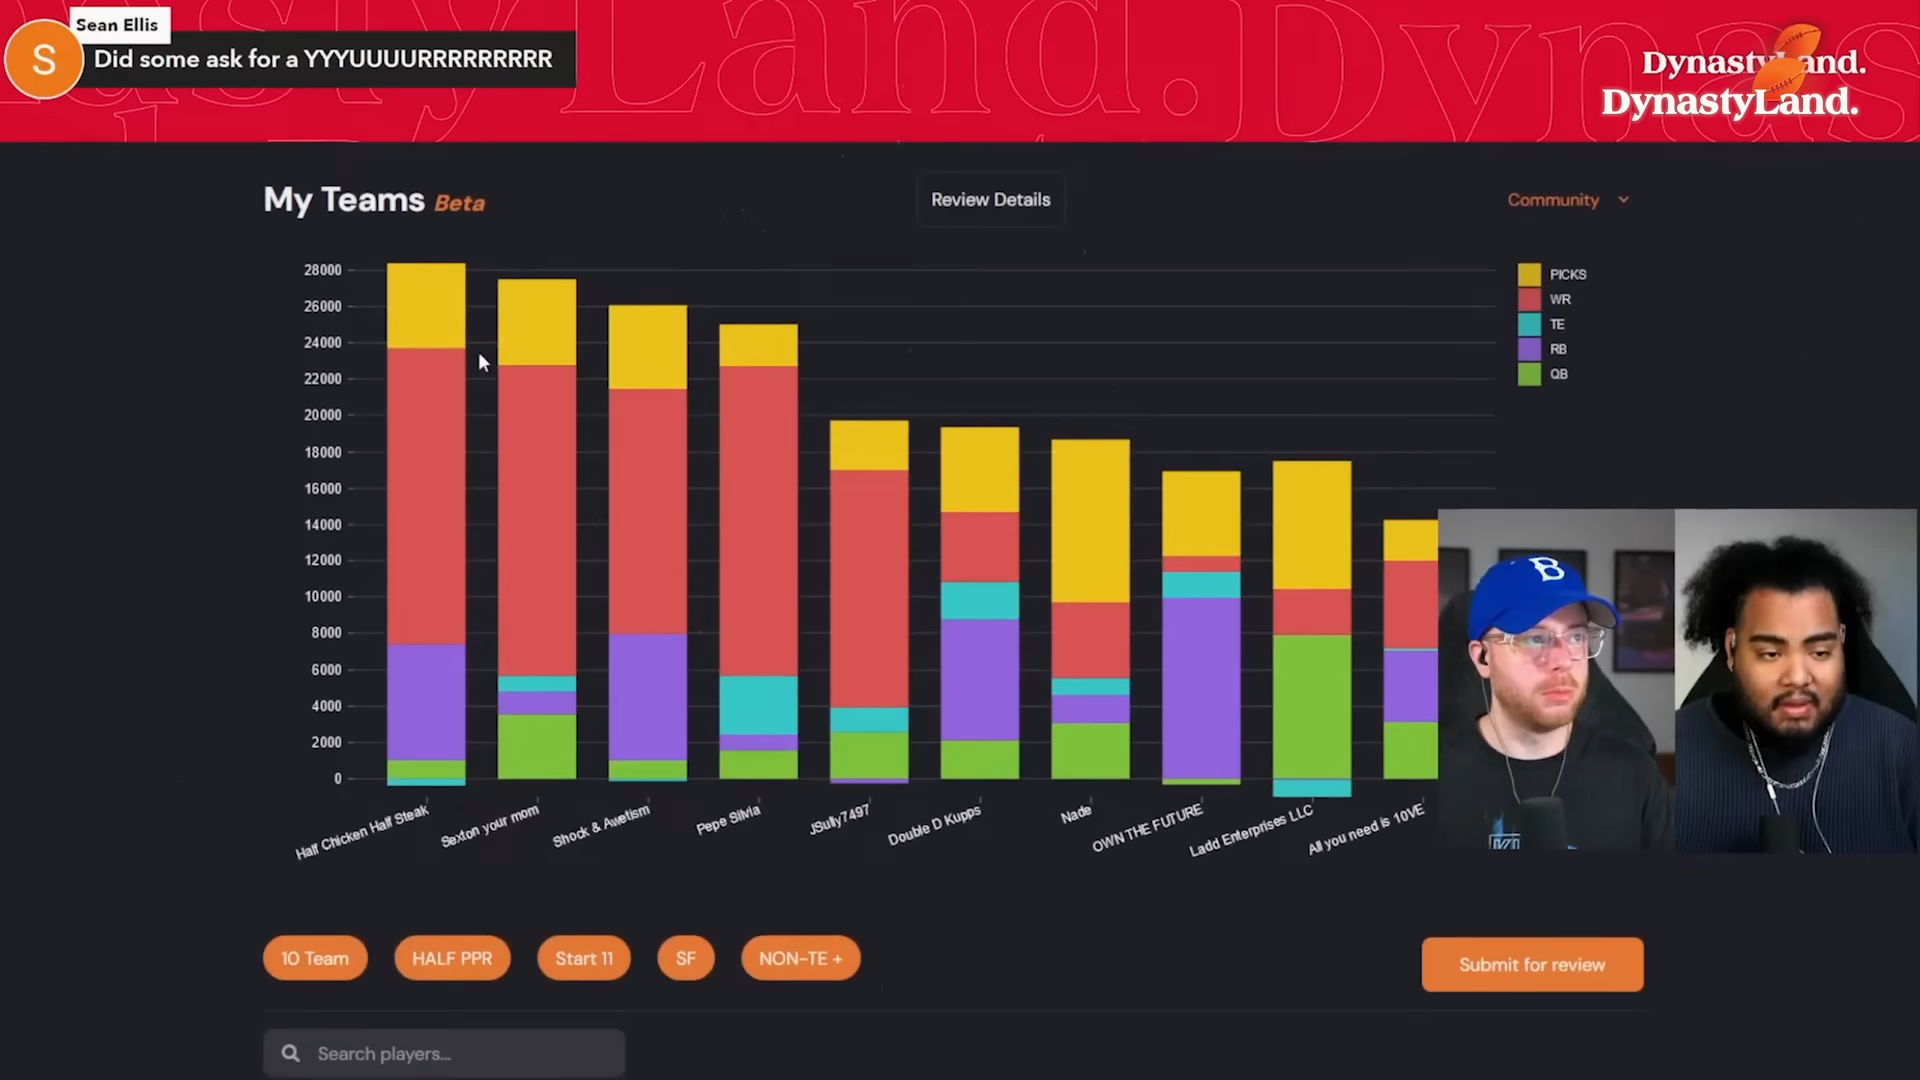 Sean Ellis
S
Did some ask for a YYYUUUURRRRRRRRR
DynastyLand.
DynastyLand.
My Teams Beta
Review Details
Community
28000
26000
24000
22000
20000
18000
16000
14000
12000
10000
8000
6000
4000
2000
0
PICKS
WR
TE
RB
QB
Half Chicken Half Steak
Sexton your mom
Shock & Awetism
Pepe Silvia
JSully7497
Double D Kupps
Nade
OWN THE FUTURE
Ladd Enterprises LLC
All you need is 10VE
B
10 Team
HALF PPR
Start 11
SF
NON-TE +
Submit for review
Search players...